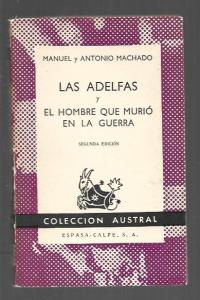 MANUEL y ANTONIO MACHADO
LAS ADELFAS
y
EL HOMBRE QUE MURIÓ
EN LA GUERRA
SEGUNDA EDICIÓN
COLECCION AUSTRAL
ESPASA-CALPE, S. A.